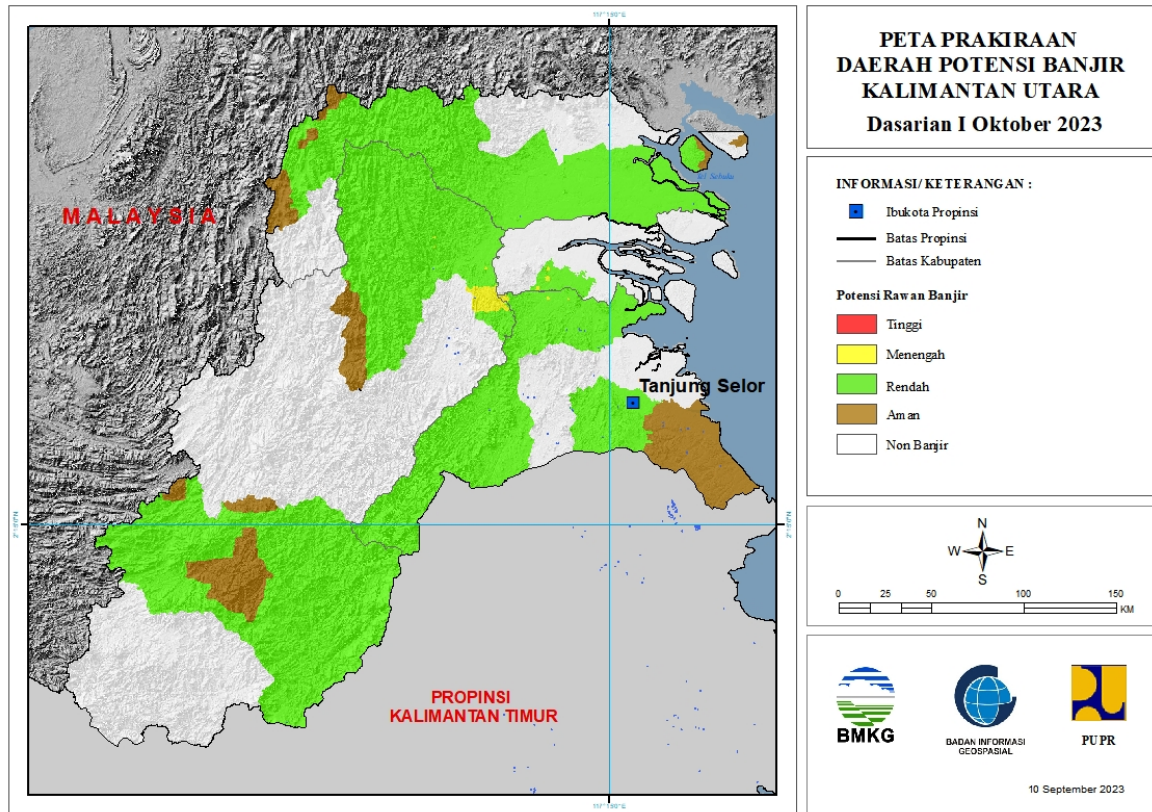 PETA PRAKIRAAN
DAERAH POTENSI BANJIR
KALIMANTAN UTARA
Dasarian I Oktober 2023
INFORMASI/ KETERANGAN :
Ibukota Propinsi
Batas Propinsi
Batas Kabupaten
Potensi Rawan Banjir
Tinggi
Menengah
Rendah
Aman
Non Banjir
N
W E
S
0 25 50 100 150
KM
BMKG
BADAN INFORMASI
GEOSPASIAL
PUPR
10 September 2023
MALAYSIA
Tanjung Selor
PROPINSI
KALIMANTAN TIMUR